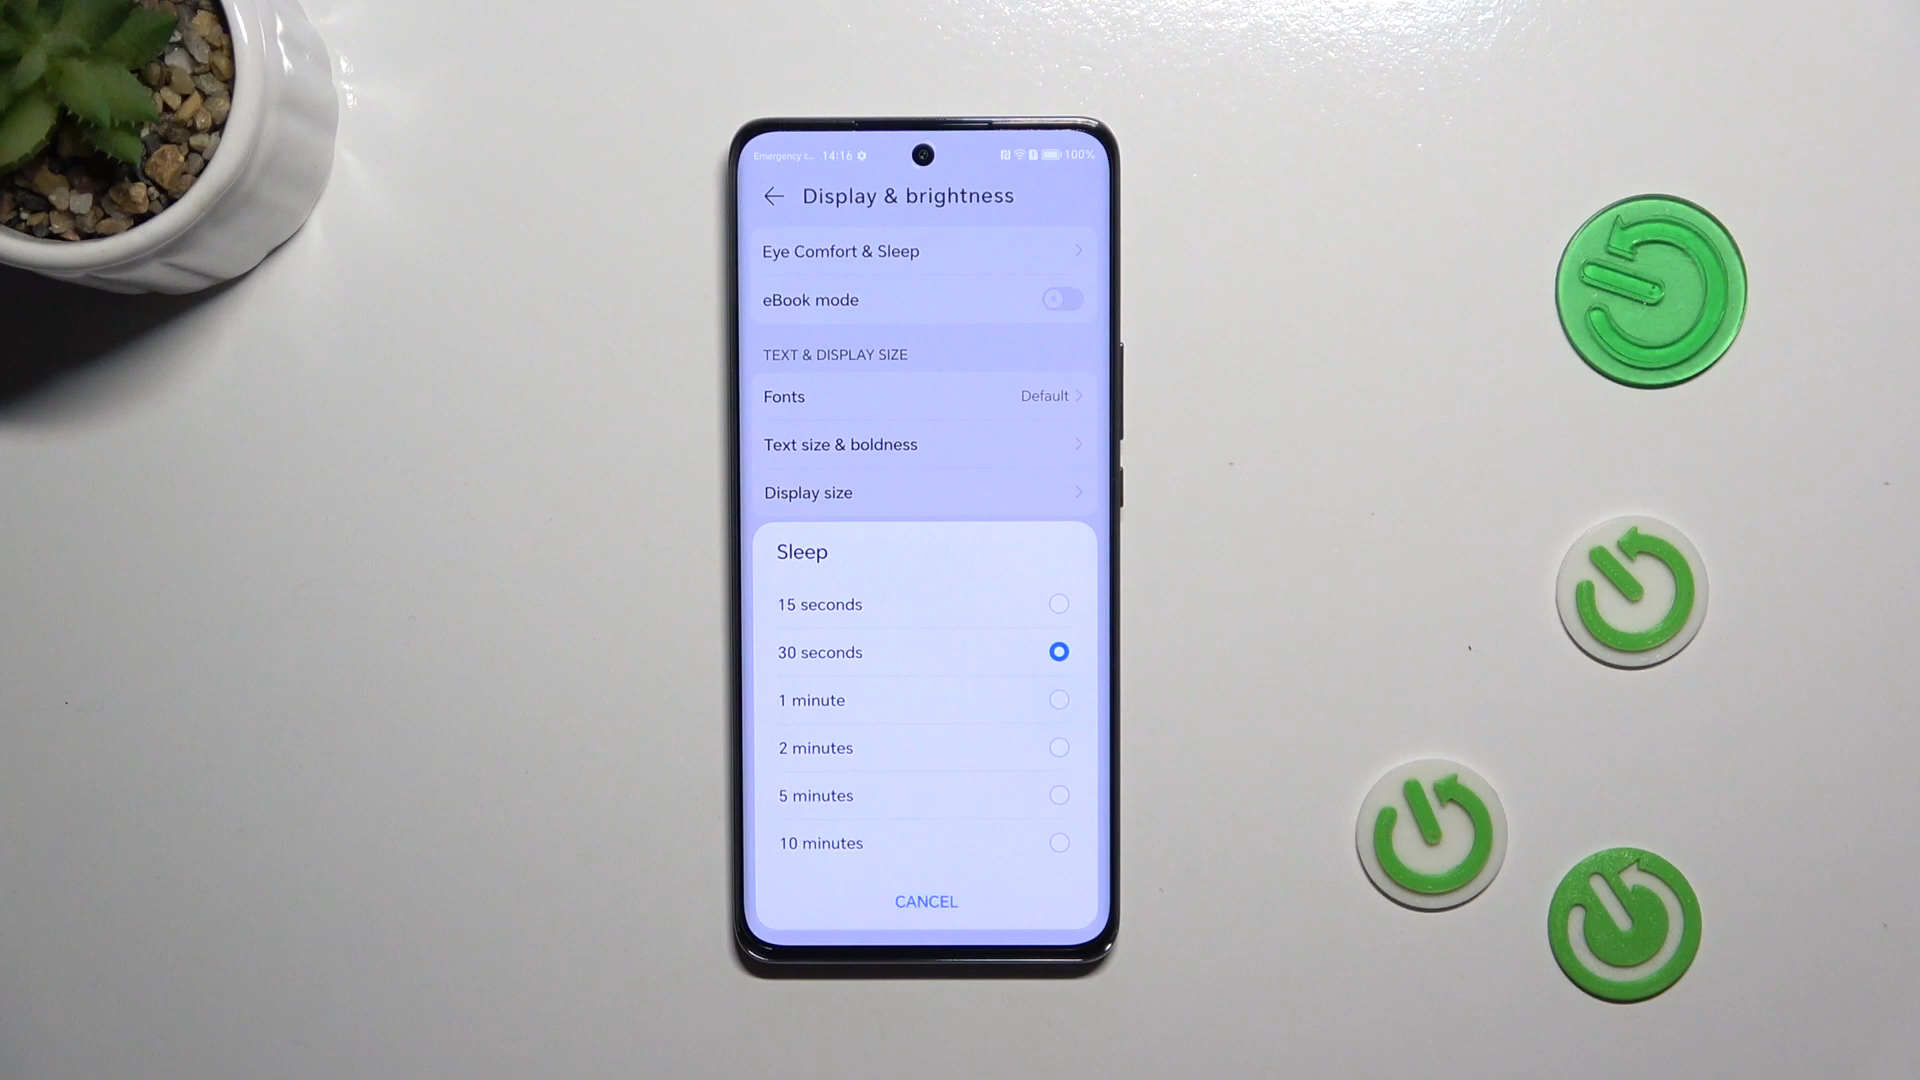 Emergency c... 14:16 100%
Display & brightness
Eye Comfort & Sleep
eBook mode
TEXT & DISPLAY SIZE
Fonts Default
Text size & boldness
Display size
Sleep
15 seconds
30 seconds
1 minute
2 minutes
5 minutes
10 minutes
CANCEL